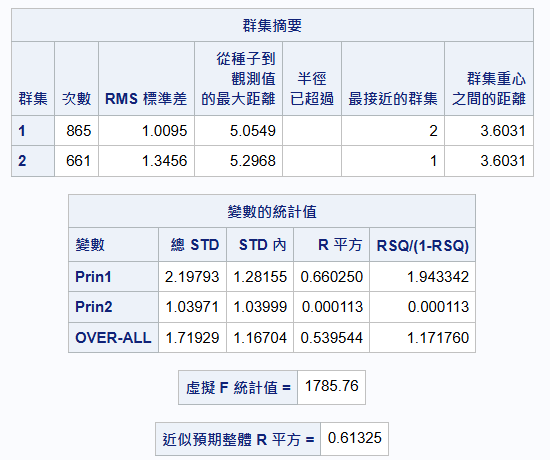 群集摘要
群集 次數 RMS 標準差 從種子到觀測值的最大距離 半徑已超過 最接近的群集 群集重心之間的距離
1 865 1.0095 5.0549 2 3.6031
2 661 1.3456 5.2968 1 3.6031
變數的統計值
變數 總 STD STD 內 R 平方 RSQ/(1-RSQ)
Prin1 2.19793 1.28155 0.660250 1.943342
Prin2 1.03971 1.03999 0.000113 0.000113
OVER-ALL 1.71929 1.16704 0.539544 1.171760
虛擬 F 統計值 = 1785.76
近似預期整體 R 平方 = 0.61325